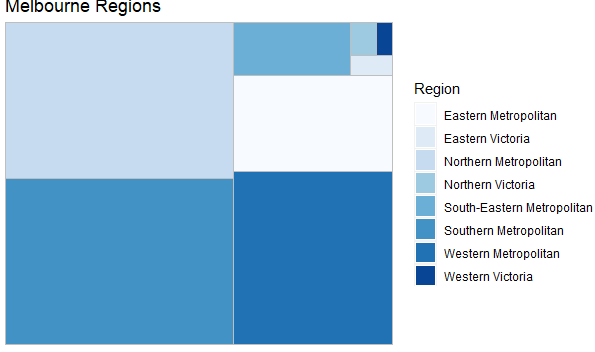 Melbourne Regions
Region
Eastern Metropolitan
Eastern Victoria
Northern Metropolitan
Northern Victoria
South-Eastern Metropolitan
Southern Metropolitan
Western Metropolitan
Western Victoria